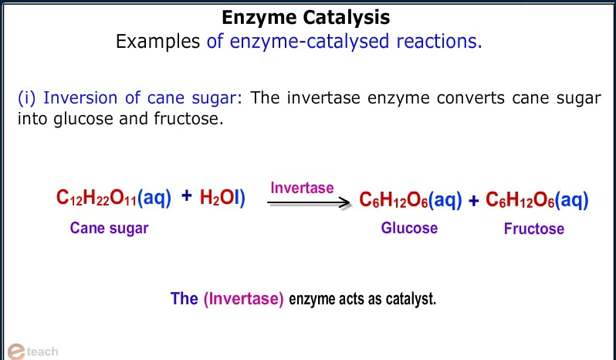 Enzyme Catalysis
Examples of enzyme-catalysed reactions.
(i) Inversion of cane sugar: The invertase enzyme converts cane sugar
into glucose and fructose.
Invertase
C₁₂H₂₂O₁₁(aq) + H₂Ol) ⟶ C₆H₁₂O₆(aq) + C₆H₁₂O₆(aq)
Cane sugar Glucose Fructose
The (Invertase) enzyme acts as catalyst.
e teach